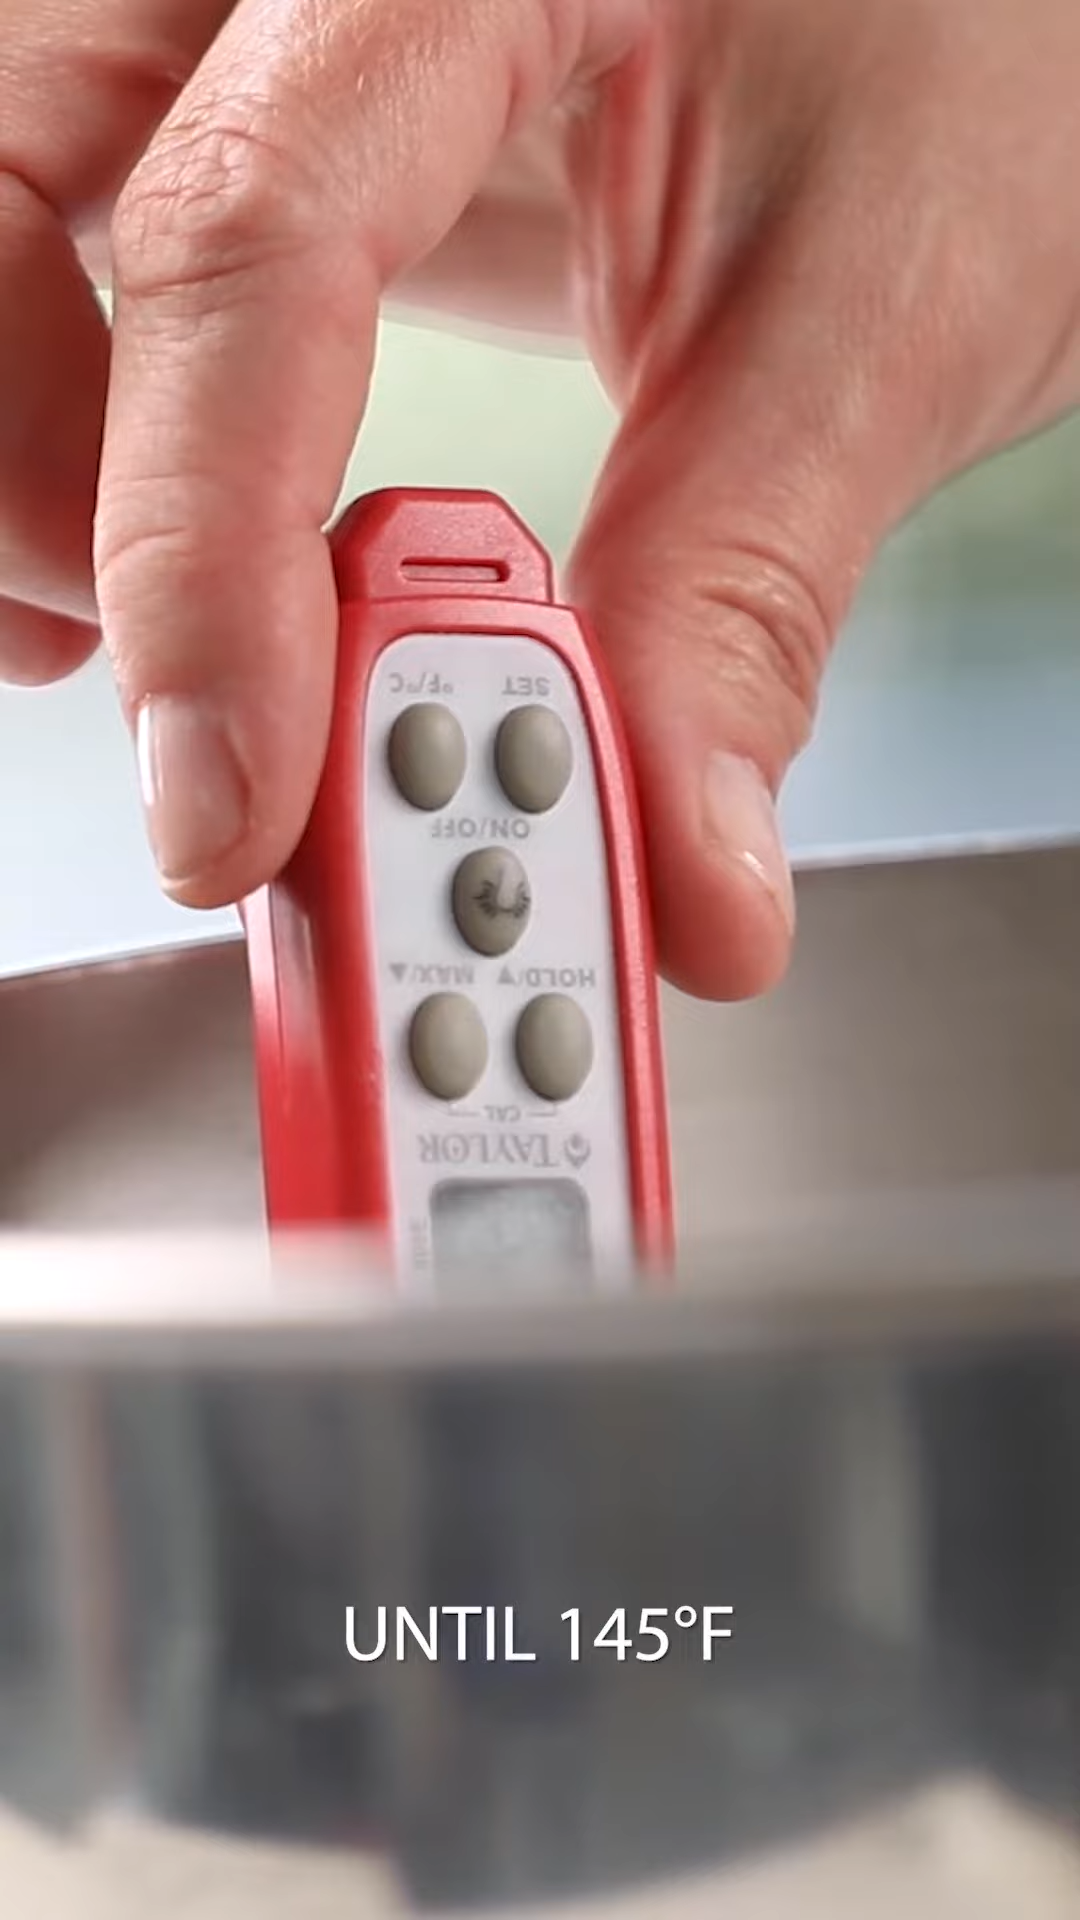 °F/°C SET
ON/OFF
MAX/▲ HOLD/▼
CAL
TAYLOR
UNTIL 145°F